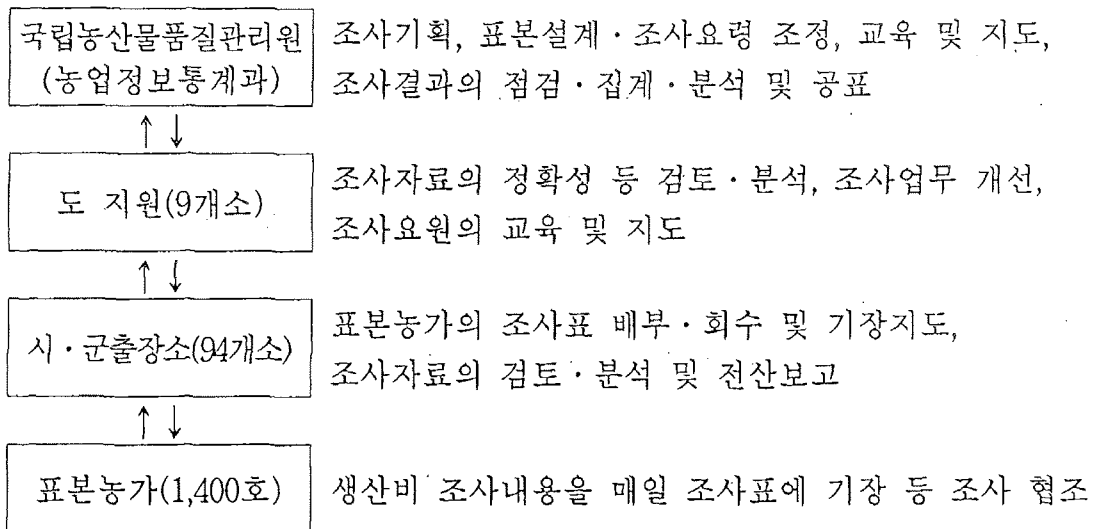 국립농산물품질관리원 조사기획, 표본설계·조사요령 조정, 교육 및 지도,
(농업정보통계과) 조사결과의 점검·집계·분석 및 공표
↑ ↓
도 지원(9개소)
조사자료의 정확성 등 검토·분석, 조사업무 개선,
조사요원의 교육 및 지도
↑ ↓
시·군출장소(94개소)
표본농가의 조사표 배부·회수 및 기장지도,
조사자료의 검토·분석 및 전산보고
↑ ↓
표본농가(1,400호) 생산비 조사내용을 매일 조사표에 기장 등 조사 협조